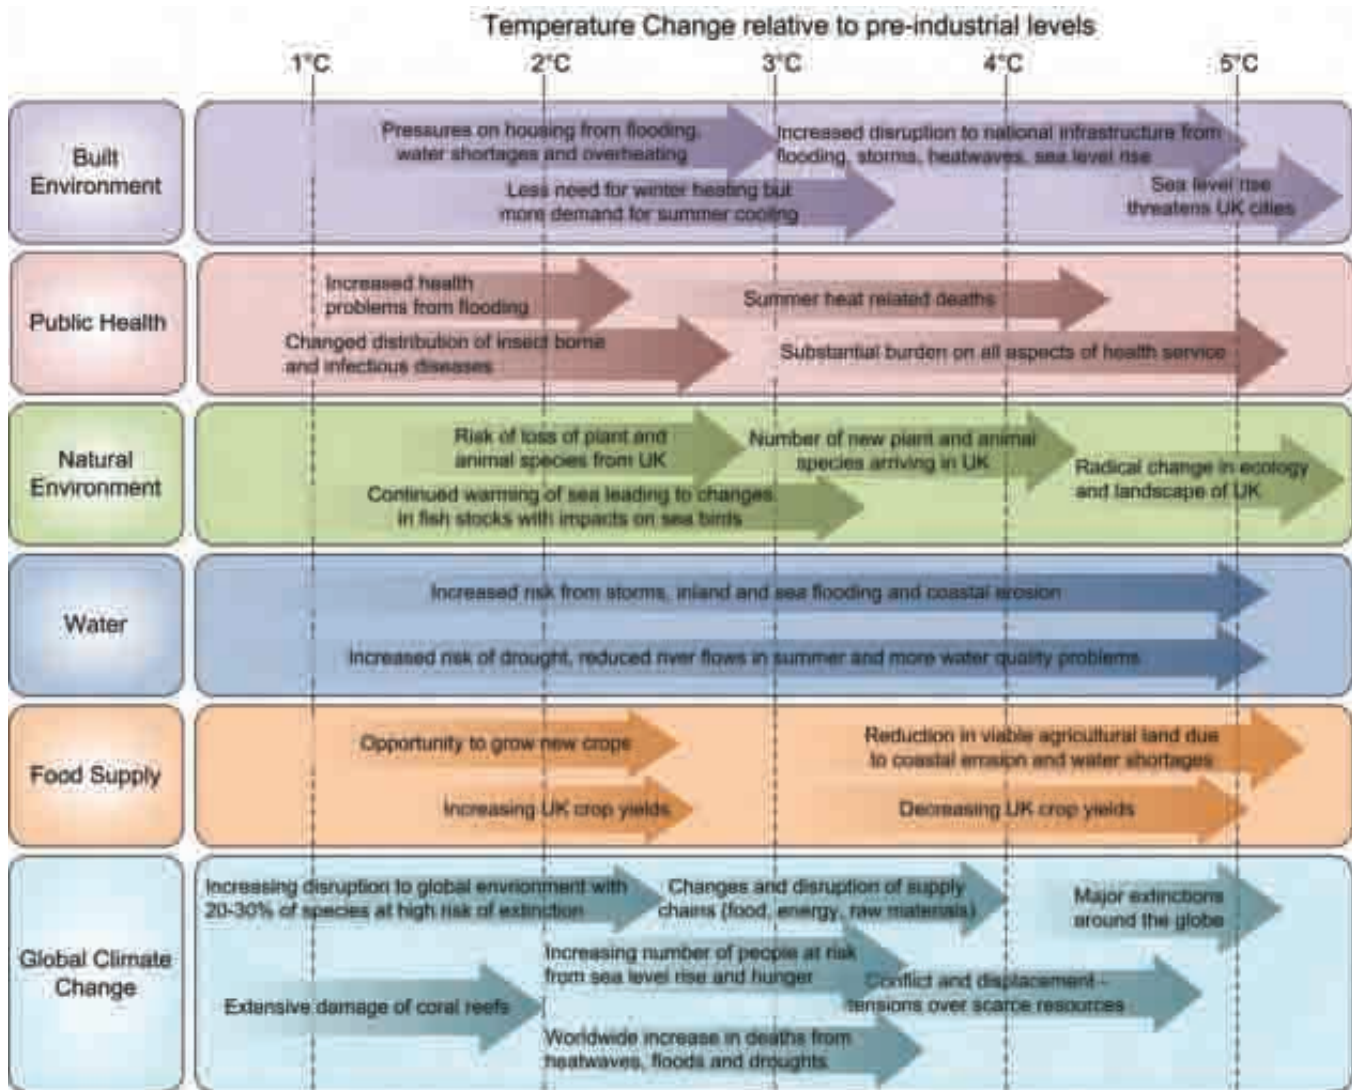 Temperature Change relative to pre-industrial levels
1°C 2°C 3°C 4°C 5°C
Built
Environment
Pressures on housing from flooding,
water shortages and overheating
Increased disruption to national infrastructure from
flooding, storms, heatwaves, sea level rise
Less need for winter heating but
more demand for summer cooling
Sea level rise
threatens UK cities
Public Health
Increased health
problems from flooding
Summer heat related deaths
Changed distribution of insect borne
and infectious diseases
Substantial burden on all aspects of health service
Natural
Environment
Risk of loss of plant and
animal species from UK
Number of new plant and animal
species arriving in UK
Radical change in ecology
and landscape of UK
Continued warming of sea leading to changes
in fish stocks with impacts on sea birds
Water
Increased risk from storms, inland and sea flooding and coastal erosion
Increased risk of drought, reduced river flows in summer and more water quality problems
Food Supply
Opportunity to grow new crops
Reduction in viable agricultural land due
to coastal erosion and water shortages
Increasing UK crop yields
Decreasing UK crop yields
Global Climate
Change
Increasing disruption to global envrionment with
20-30% of species at high risk of extinction
Changes and disruption of supply
chains (food, energy, raw materials)
Major extinctions
around the globe
Increasing number of people at risk
from sea level rise and hunger
Conflict and displacement -
tensions over scarce resources
Extensive damage of coral reefs
Worldwide increase in deaths from
heatwaves, floods and droughts